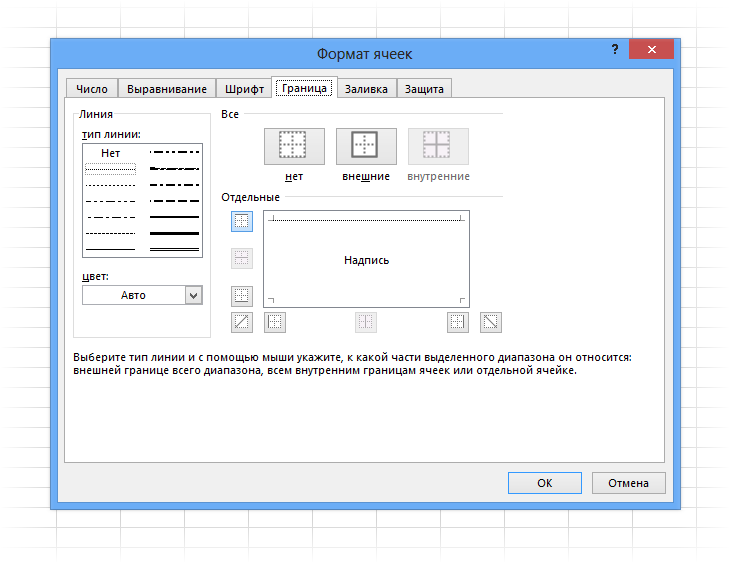 Формат ячеек
?
Число Выравнивание Шрифт Граница Заливка Защита
Линия
тип линии:
Нет
цвет:
Авто
Все
нет внешние внутренние
Отдельные
Надпись
Выберите тип линии и с помощью мыши укажите, к какой части выделенного диапазона он относится:
внешней границе всего диапазона, всем внутренним границам ячеек или отдельной ячейке.
ОК Отмена